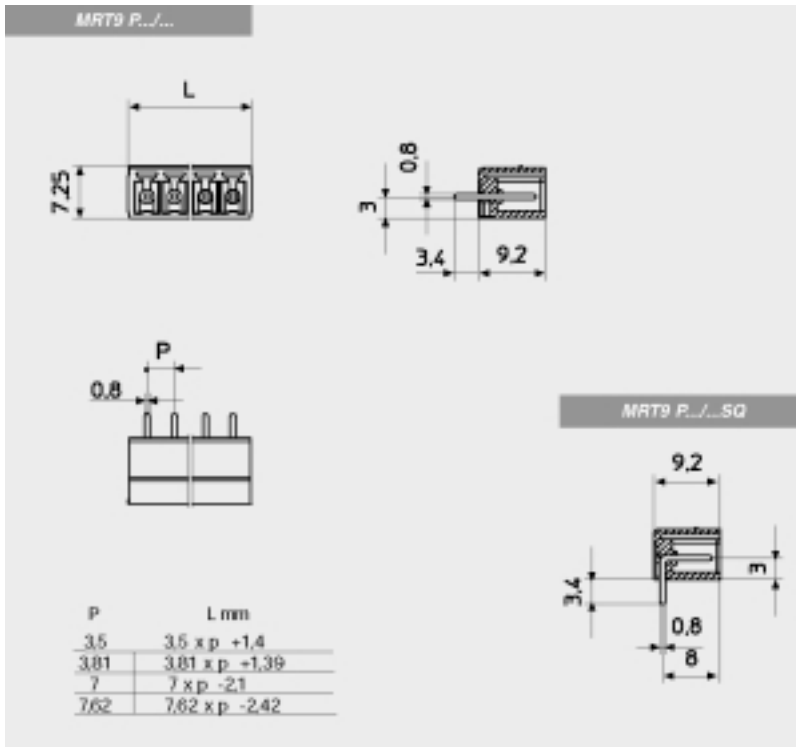 MRT9 P.../...
L
7,25
0,8
3
3,4
9,2
P
0,8
MRT9 P.../...SQ
9,2
3
3,4
0,8
8
P L mm
3,5 3,5 x p +1,4
3,81 3,81 x p +1,39
7 7 x p -2,1
7,62 7,62 x p -2,42